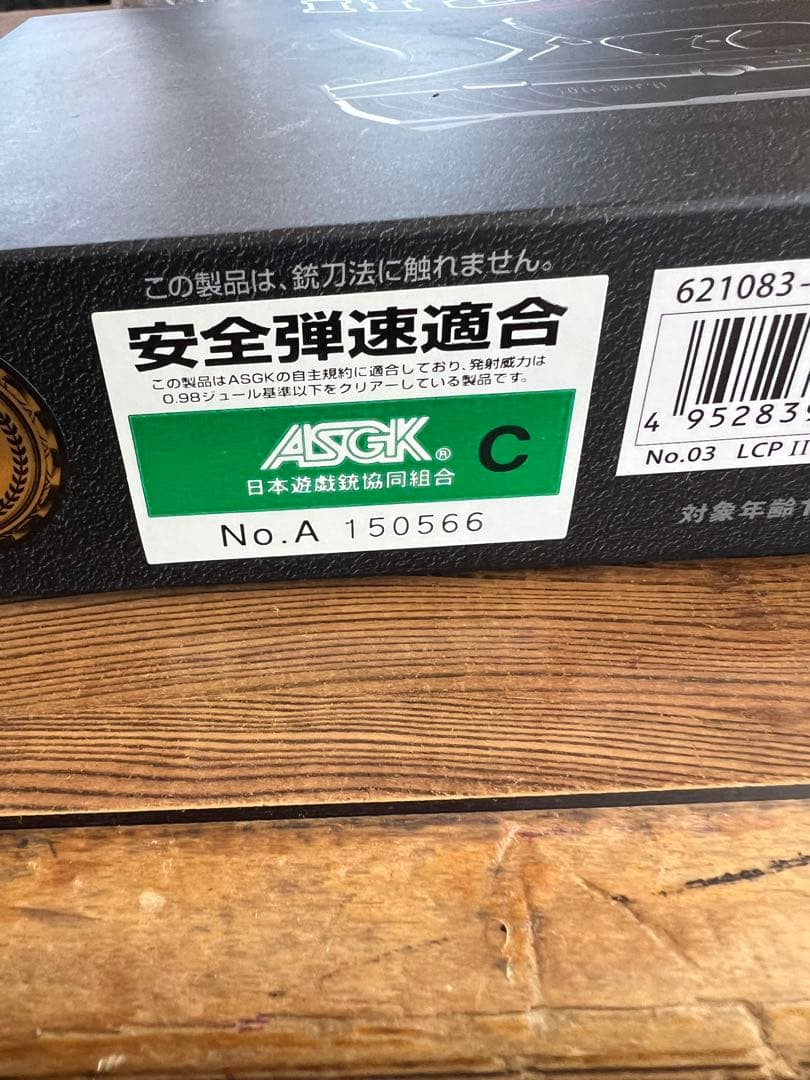 この製品は、銃刀法に触れません。
安全弾速適合
この製品はASGKの自主規約に適合しており、発射威力は
0.98ジュール基準以下をクリアーしている製品です。
ASGK® C
日本遊戯銃協同組合
No.A 150566
621083-
4 952839
No.03 LCP II
対象年齢1